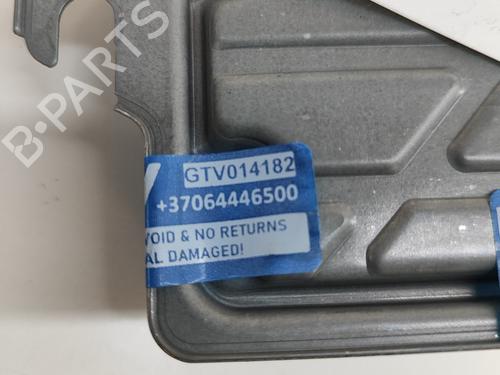 B-PARTS
GTV014182
+37064446500
VOID & NO RETURNS
AL DAMAGED!